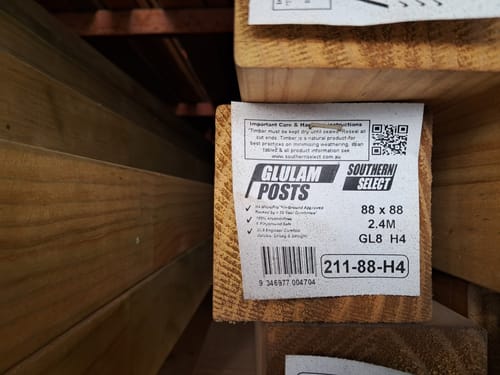 Important Care & Handling Instructions
"Timber must be kept dry until sealed. Reseal all
cut ends. Timber is a natural product-for
best practices on minimising weathering, span
tables & all product information see
www.southernselect.com.au
GLULAM
POSTS
SOUTHERN
SELECT
88 x 88
2.4M
GL8 H4
211-88-H4
9 346977 004704